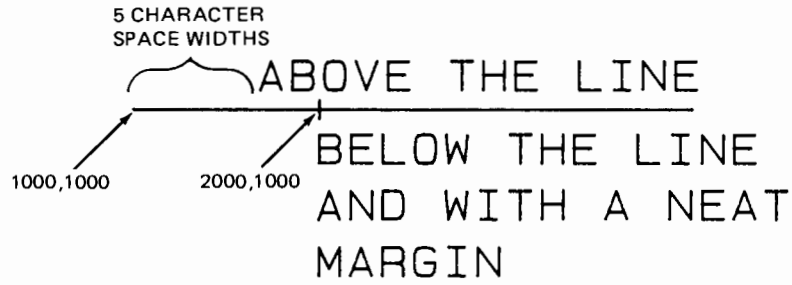 5 CHARACTER
SPACE WIDTHS
ABOVE THE LINE
1000,1000
2000,1000
BELOW THE LINE
AND WITH A NEAT
MARGIN